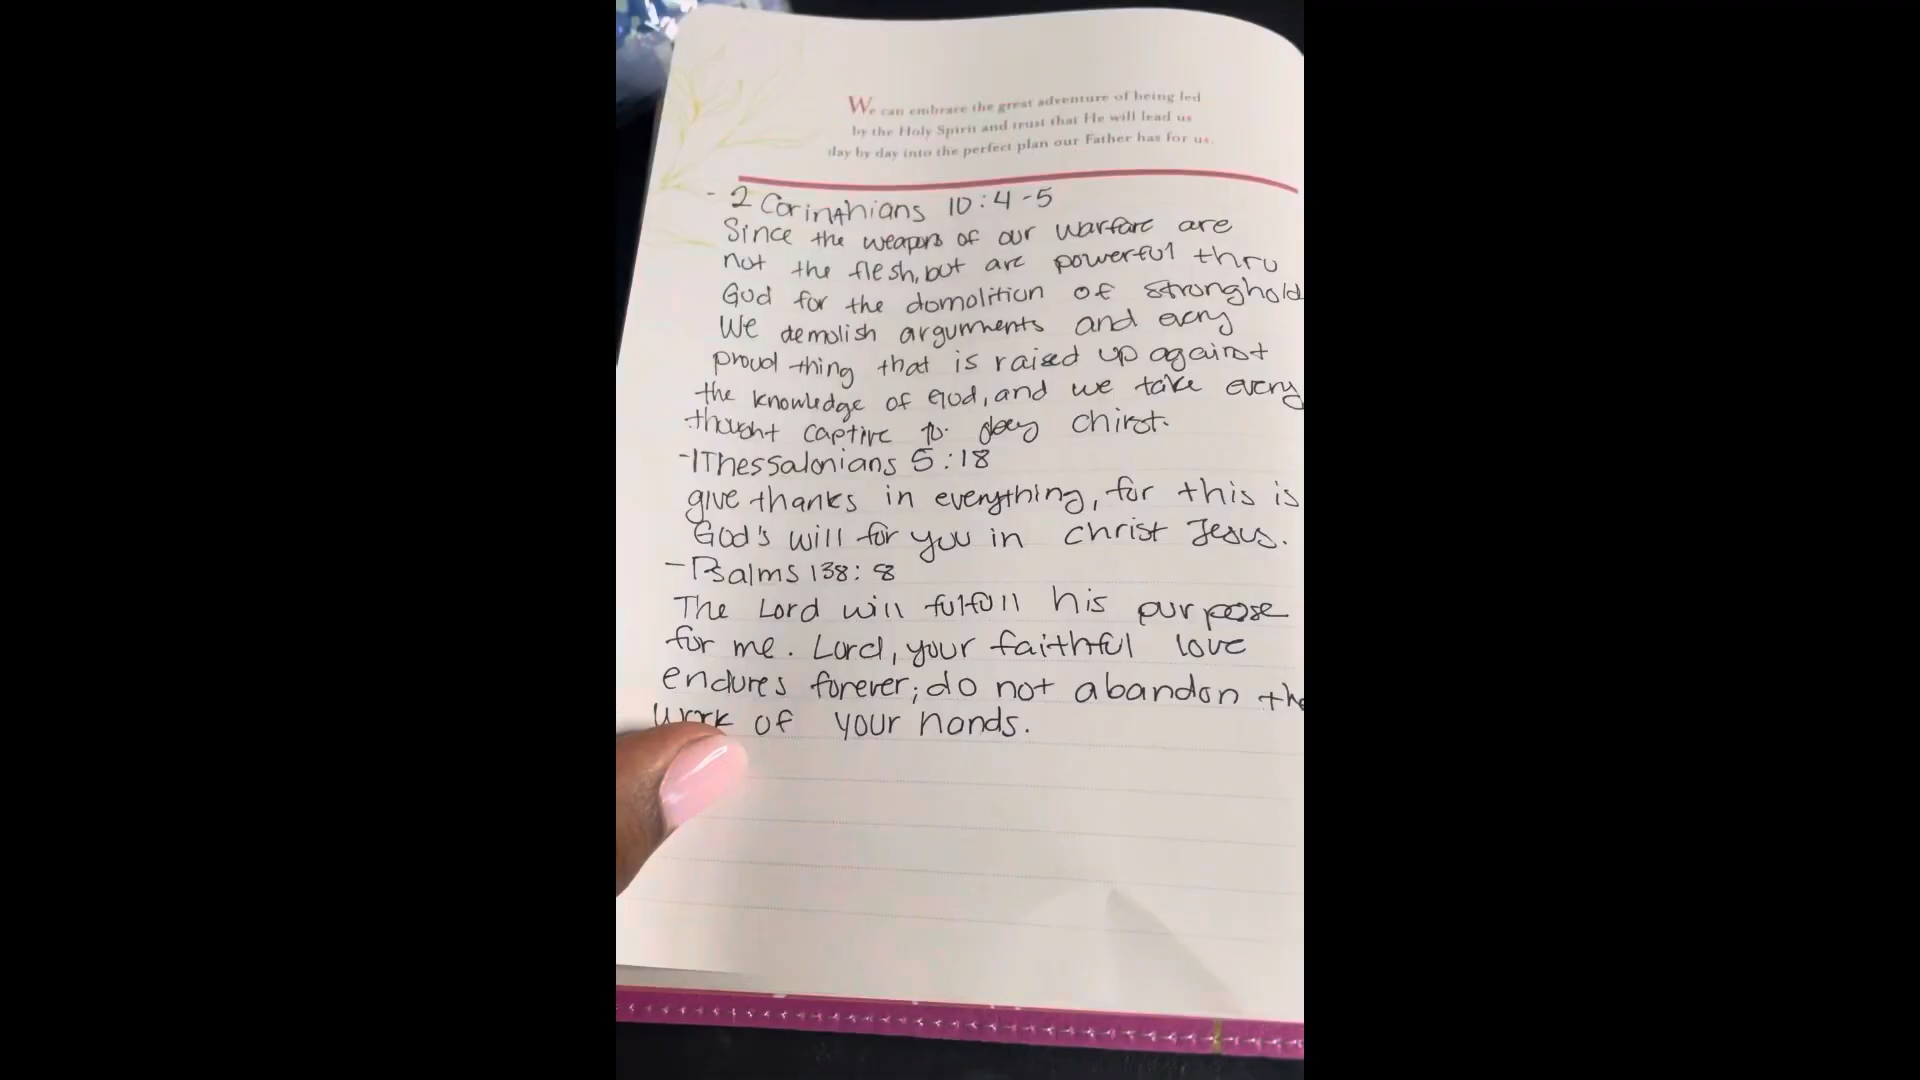 We can embrace the great adventure of being led
by the Holy Spirit and trust that He will lead us
day by day into the perfect plan our Father has for us.
- 2 Corinthians 10:4-5
Since the weapons of our warfare are
not the flesh, but are powerful thru
God for the domolition of stronghold
We demolish arguments and every
proud thing that is raised up against
the knowledge of God, and we take every
thought captive to obey Chirst.
-1Thessalonians 5:18
give thanks in everything, for this is
God's will for you in Christ Jesus.
- Psalms 138:8
The Lord will fulfull his purpose
for me. Lord, your faithful love
endures forever; do not abandon the
work of your hands.